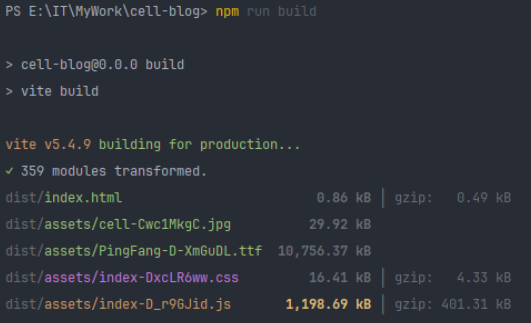 PS E:\IT\MyWork\cell-blog> npm run build
> cell-blog@0.0.0 build
> vite build
vite v5.4.9 building for production...
✓ 359 modules transformed.
dist/index.html 0.86 kB │ gzip: 0.49 kB
dist/assets/cell-Cwc1MkgC.jpg 29.92 kB
dist/assets/PingFang-D-XmGuDL.ttf 10,756.37 kB
dist/assets/index-DxcLR6ww.css 16.41 kB │ gzip: 4.33 kB
dist/assets/index-D_r9GJid.js 1,198.69 kB │ gzip: 401.31 kB